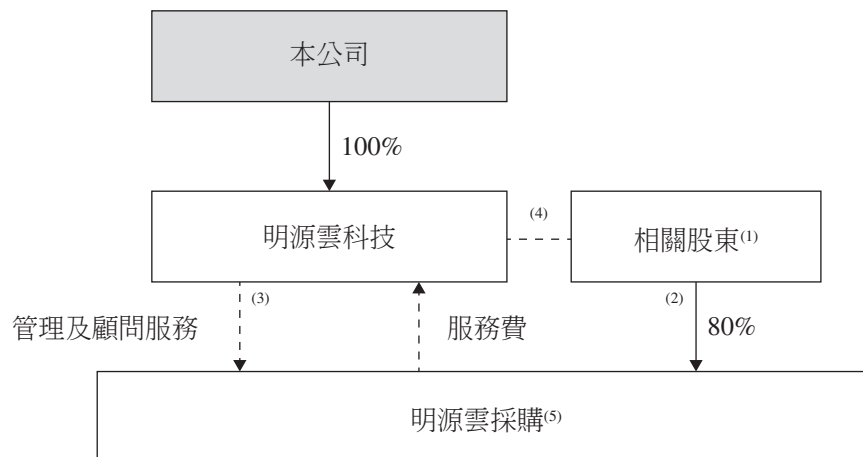 本公司
100%
明源雲科技
(4)
相關股東(1)
(3)
(2)
管理及顧問服務
服務費
80%
明源雲採購(5)